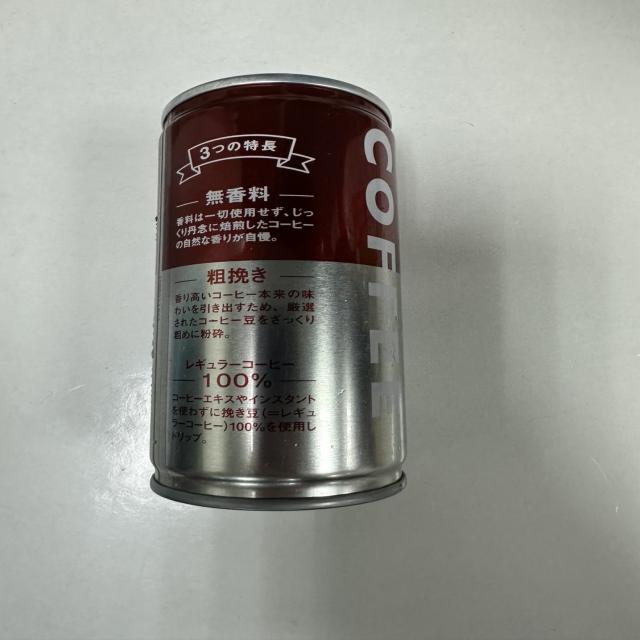 3つの特長
無香料
香料は一切使用せず、じっ
くり丹念に焙煎したコーヒー
の自然な香りが自慢。
粗挽き
香り高いコーヒー本来の味
わいを引き出すため、厳選
されたコーヒー豆をざっくり
粗めに粉砕。
レギュラーコーヒー
100%
コーヒーエキスやインスタント
を使わずに挽き豆(=レギュ
ラーコーヒー)100%を使用し
ドリップ。
COFFEE